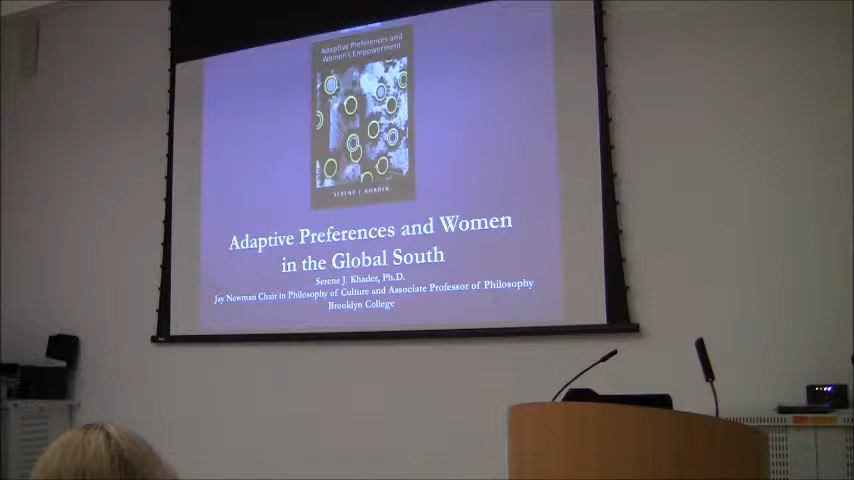 Adaptive Preferences and
Women's Empowerment
SERENE J. KHADER
Adaptive Preferences and Women
in the Global South
Serene J. Khader, Ph.D.
Jay Newman Chair in Philosophy of Culture and Associate Professor of Philosophy
Brooklyn College